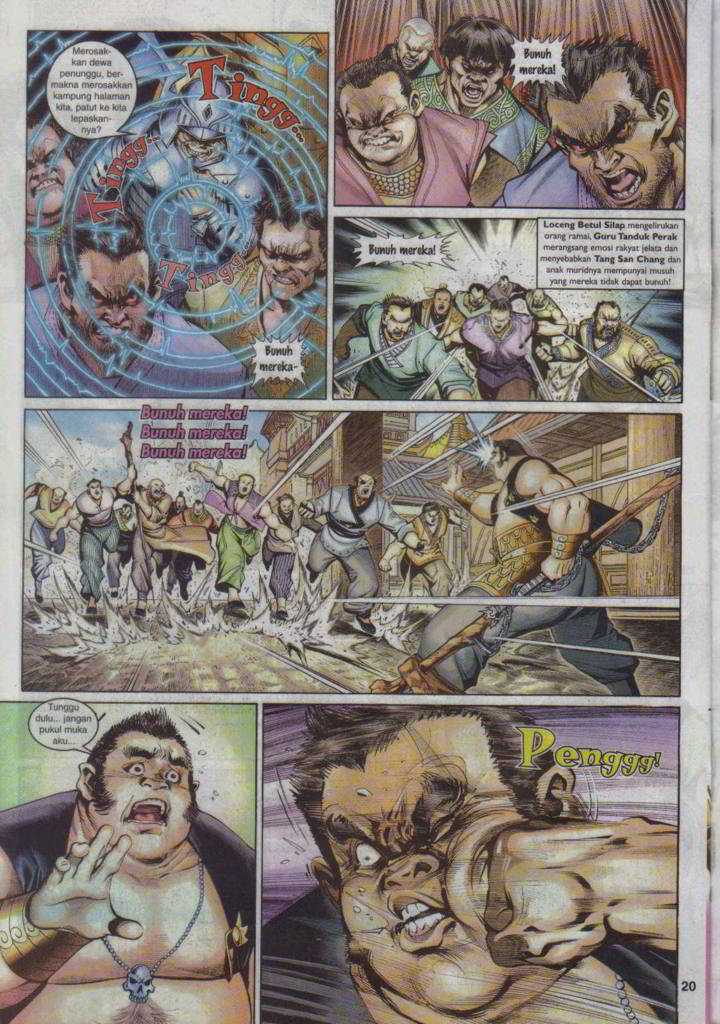 Merosak-
kan dewa
penunggu, ber-
makna merosakkan
kampung halaman
kita, patut ke kita
lepaskan-
nya?
Tingg...
Tingg...
Tingg...
Bunuh
mereka-
Bunuh
mereka!
Bunuh mereka!
Loceng Betul Silap mengelirukan
orang ramai, Guru Tanduk Perak
merangsang emosi rakyat jelata dan
menyebabkan Tang San Chang dan
anak muridnya mempunyai musuh
yang mereka tidak dapat bunuh!
Bunuh mereka!
Bunuh mereka!
Bunuh mereka!
Tunggu
dulu... jangan
pukul muka
aku...
Penggg!
20